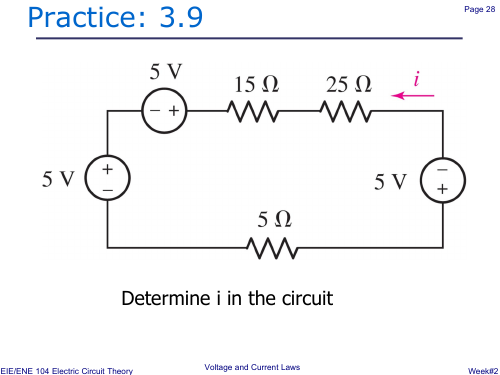 Practice: 3.9
Page 28
5 V
15 Ω
25 Ω
i
− +
5 V
+
−
5 V
−
+
5 Ω
Determine i in the circuit
EIE/ENE 104 Electric Circuit Theory
Voltage and Current Laws
Week#2